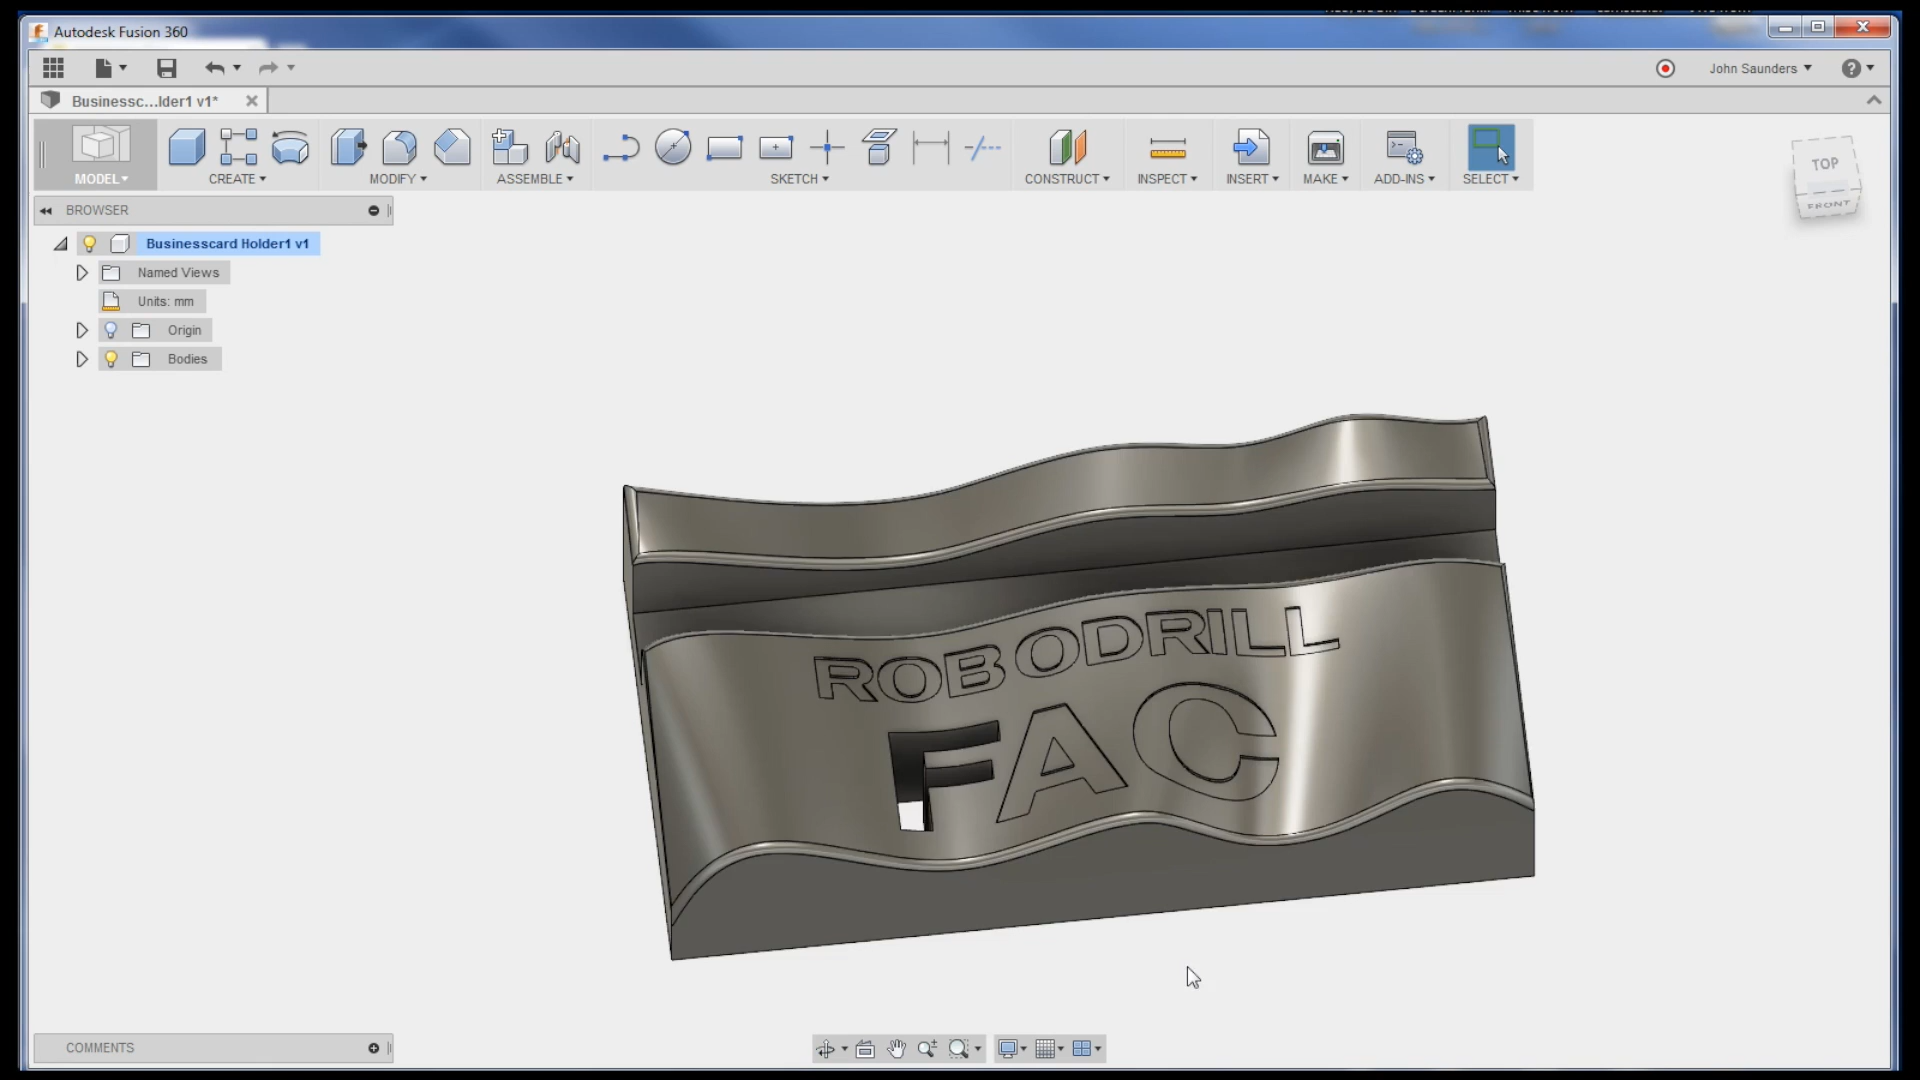 Autodesk Fusion 360
John Saunders
Businessc...lder1 v1*
MODEL
CREATE
MODIFY
ASSEMBLE
SKETCH
CONSTRUCT
INSPECT
INSERT
MAKE
ADD-INS
SELECT
TOP
FRONT
BROWSER
Businesscard Holder1 v1
Named Views
Units: mm
Origin
Bodies
ROBODRILL
FAC
COMMENTS